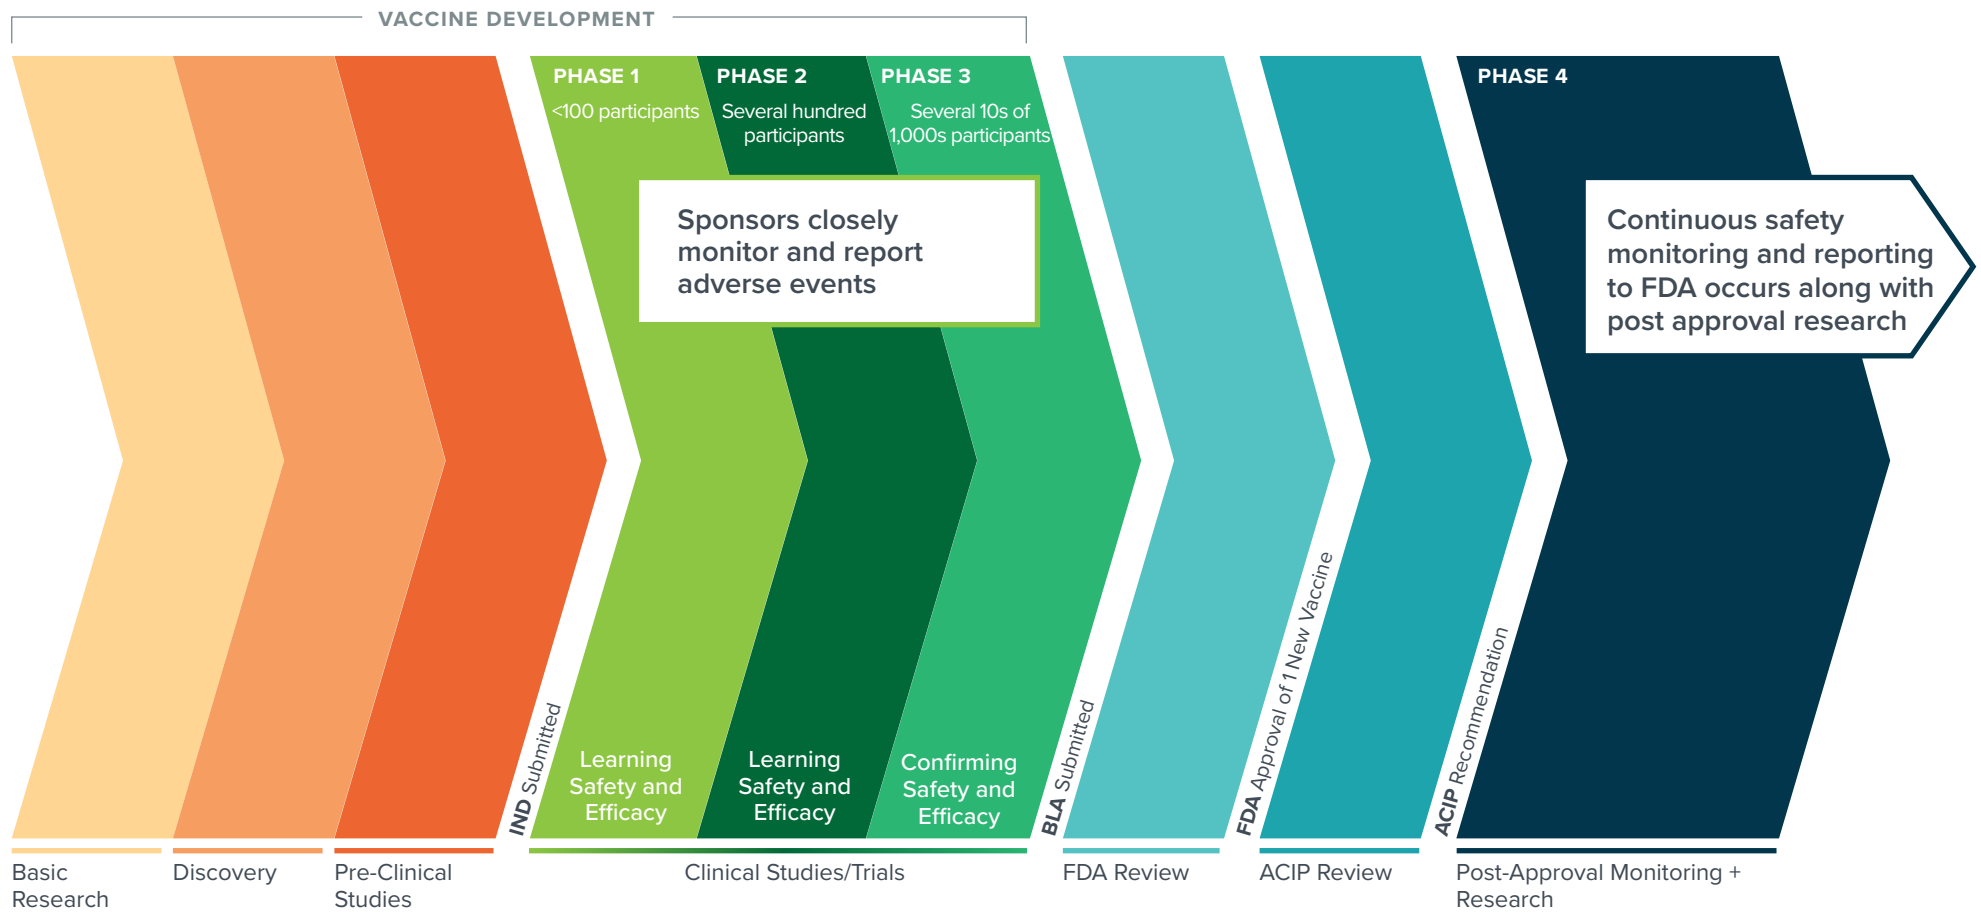 VACCINE DEVELOPMENT
PHASE 1
<100 participants
PHASE 2
Several hundred
participants
PHASE 3
Several 10s of
1,000s participants
PHASE 4
Sponsors closely
monitor and report
adverse events
Continuous safety
monitoring and reporting
to FDA occurs along with
post approval research
IND Submitted
Learning
Safety and
Efficacy
Learning
Safety and
Efficacy
Confirming
Safety and
Efficacy
BLA Submitted
FDA Approval of 1 New Vaccine
ACIP Recommendation
Basic
Research
Discovery
Pre-Clinical
Studies
Clinical Studies/Trials
FDA Review
ACIP Review
Post-Approval Monitoring +
Research